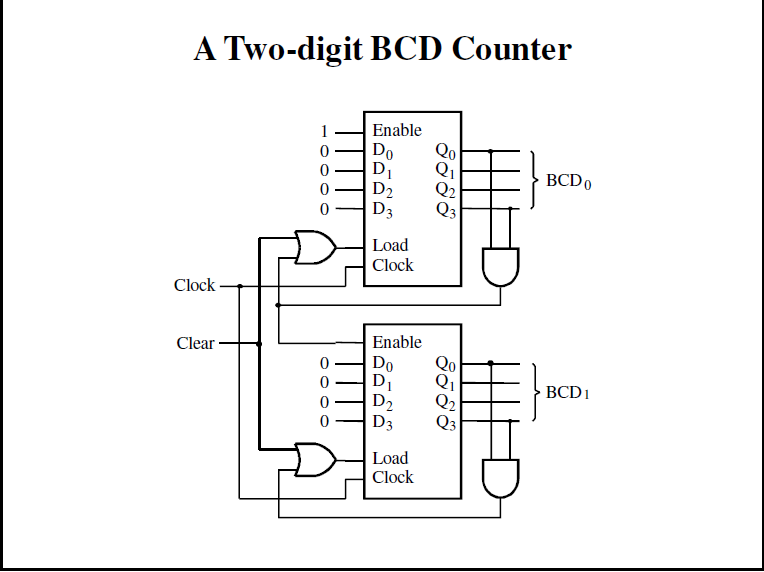 A Two-digit BCD Counter
1 Enable
0 D0 Q0
0 D1 Q1
0 D2 Q2
0 D3 Q3
BCD0
Load
Clock
Clock
Clear
Enable
0 D0 Q0
0 D1 Q1
0 D2 Q2
0 D3 Q3
BCD1
Load
Clock